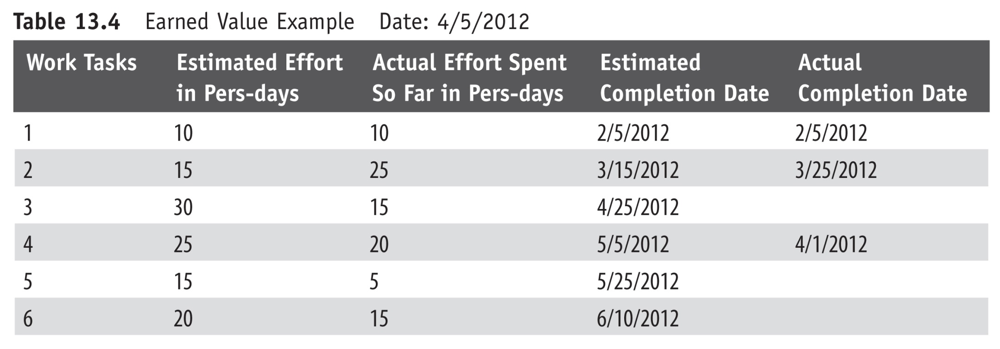 Table 13.4 Earned Value Example Date: 4/5/2012
Work Tasks Estimated Effort Actual Effort Spent Estimated Actual
in Pers-days So Far in Pers-days Completion Date Completion Date
1 10 10 2/5/2012 2/5/2012
2 15 25 3/15/2012 3/25/2012
3 30 15 4/25/2012
4 25 20 5/5/2012 4/1/2012
5 15 5 5/25/2012
6 20 15 6/10/2012